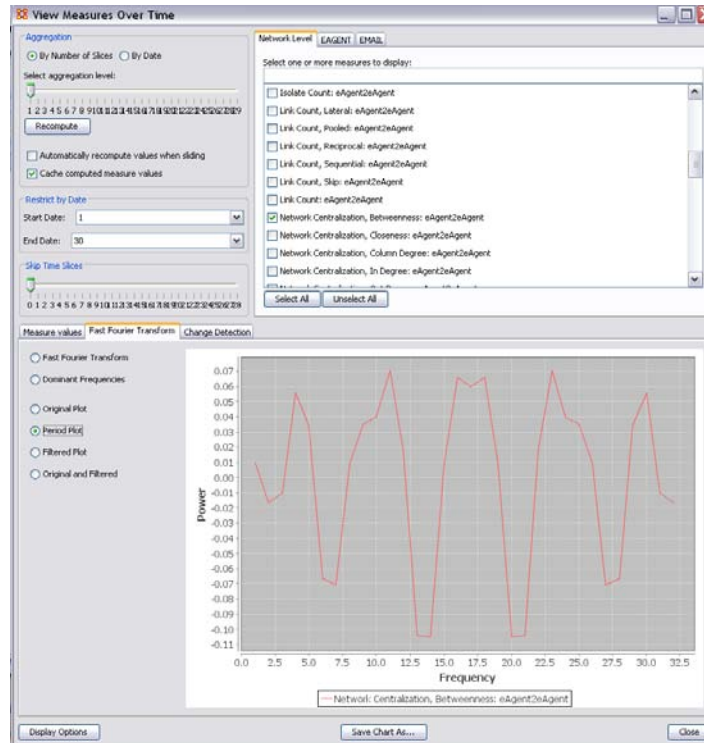 View Measures Over Time
Aggregation
By Number of Slices By Date
Select aggregation level:
Recompute
Automatically recompute values when sliding
Cache computed measure values
Restrict by Date
Start Date: 1
End Date: 30
Skip Time Slices
Network Level EAGENT EMAIL
Select one or more measures to display:
Isolate Count: eAgent2eAgent
Link Count, Lateral: eAgent2eAgent
Link Count, Pooled: eAgent2eAgent
Link Count, Reciprocal: eAgent2eAgent
Link Count, Sequential: eAgent2eAgent
Link Count, Skip: eAgent2eAgent
Link Count: eAgent2eAgent
Network Centralization, Betweenness: eAgent2eAgent
Network Centralization, Closeness: eAgent2eAgent
Network Centralization, Column Degree: eAgent2eAgent
Network Centralization, In Degree: eAgent2eAgent
Select All Unselect All
Measure values Fast Fourier Transform Change Detection
Fast Fourier Transform
Dominant Frequencies
Original Plot
Period Plot
Filtered Plot
Original and Filtered
0.07
0.06
0.05
0.04
0.03
0.02
0.01
0.00
-0.01
-0.02
-0.03
-0.04
-0.05
-0.06
-0.07
-0.08
-0.09
-0.10
-0.11
Power
0.0 2.5 5.0 7.5 10.0 12.5 15.0 17.5 20.0 22.5 25.0 27.5 30.0 32.5
Frequency
Network Centralization, Betweenness: eAgent2eAgent
Display Options Save Chart As... Close